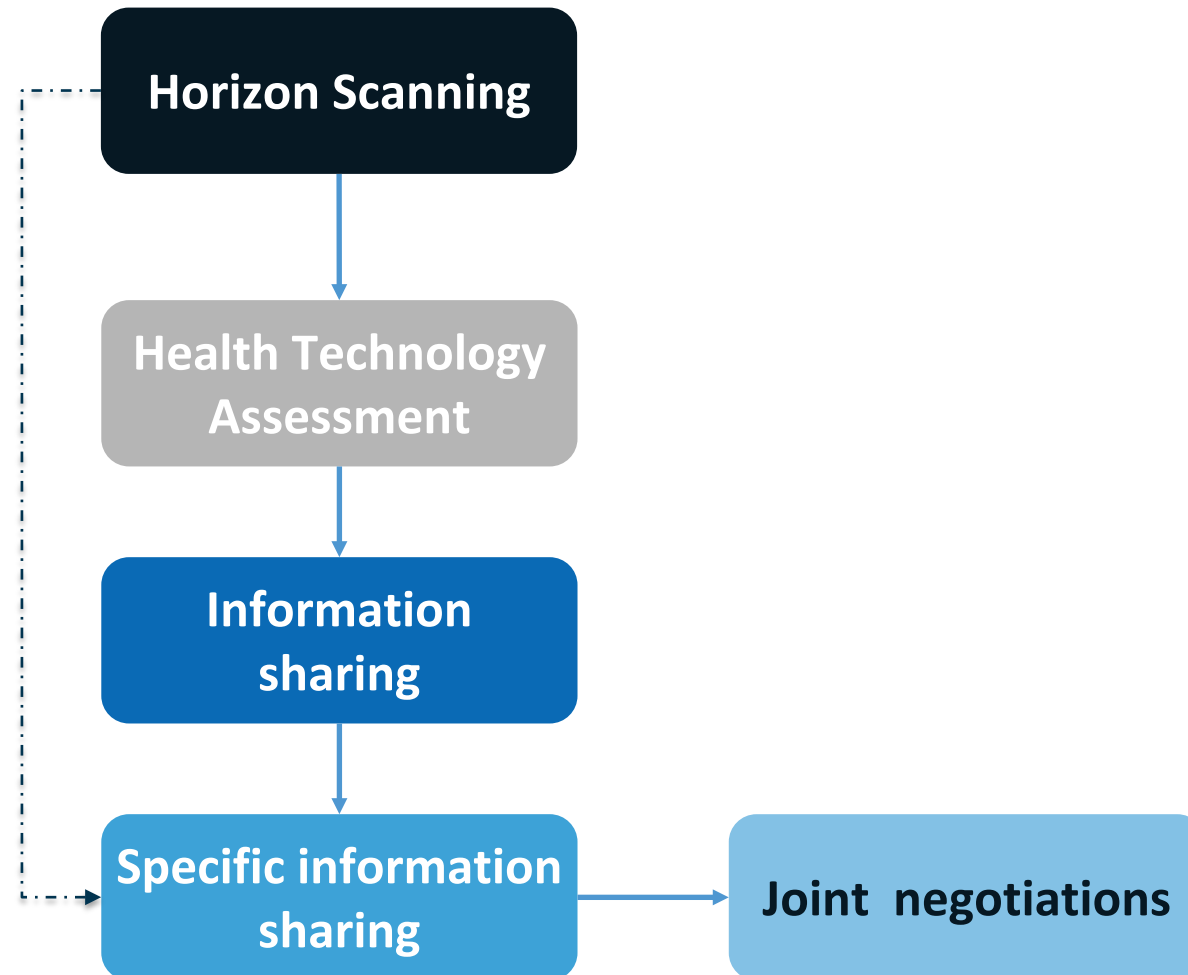 Horizon Scanning
Health Technology
Assessment
Information
sharing
Specific information
sharing
Joint  negotiations